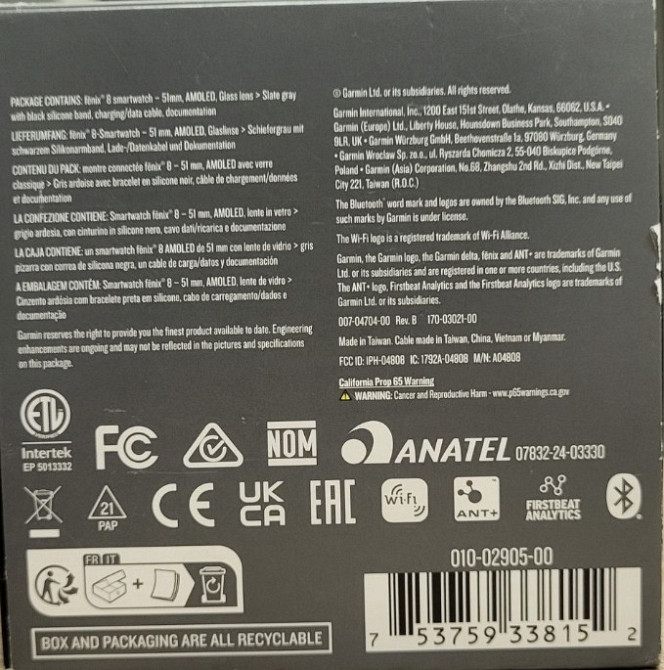 PACKAGE CONTAINS: fēnix® 8 smartwatch – 51mm, AMOLED, Glass lens > Slate gray
with black silicone band, charging/data cable, documentation
LIEFERUMFANG: fēnix® 8-Smartwatch – 51 mm, AMOLED, Glaslinse > Schiefergrau mit
schwarzem Silikonarmband, Lade-/Datenkabel und Dokumentation
CONTENU DU PACK: montre connectée fēnix® 8 – 51 mm, AMOLED avec verre
classique > Gris ardoise avec bracelet en silicone noir, câble de chargement/données
et documentation
LA CONFEZIONE CONTIENE: Smartwatch fēnix® 8 – 51 mm, AMOLED, lente in vetro >
grigio ardesia, con cinturino in silicone nero, cavo dati/ricarica e documentazione
LA CAJA CONTIENE: un smartwatch fēnix® 8 AMOLED de 51 mm con lente de vidrio > gris
pizarra con correa de silicona negra, un cable de carga/datos y documentación
A EMBALAGEM CONTÉM: Smartwatch fēnix® 8 – 51 mm, AMOLED, lente de vidro >
Cinzento ardósia com bracelete preta em silicone, cabo de carregamento/dados e
documentação
Garmin reserves the right to provide you the finest product available to date. Engineering
enhancements are ongoing and may not be reflected in the pictures and specifications
on this package.
© Garmin Ltd. or its subsidiaries. All rights reserved.
Garmin International, Inc., 1200 East 151st Street, Olathe, Kansas, 66062, U.S.A. •
Garmin (Europe) Ltd., Liberty House, Hounsdown Business Park, Southampton, SO40
9LR, UK • Garmin Würzburg GmbH, Beethovenstraße 1a, 97080 Würzburg, Germany
• Garmin Wroclaw Sp. zo.o., ul. Ryszarda Chomicza 2, 55-040 Biskupice Podgórne,
Poland • Garmin (Asia) Corporation, No.68, Zhangshu 2nd Rd., Xizhi Dist., New Taipei
City 221, Taiwan (R.O.C.)
The Bluetooth® word mark and logos are owned by the Bluetooth SIG, Inc. and any use of
such marks by Garmin is under license.
The Wi-Fi logo is a registered trademark of Wi-Fi Alliance.
Garmin, the Garmin logo, the Garmin delta, fēnix and ANT+ are trademarks of Garmin
Ltd. or its subsidiaries and are registered in one or more countries, including the U.S.
The ANT+ logo, Firstbeat Analytics and the Firstbeat Analytics logo are trademarks of
Garmin Ltd. or its subsidiaries.
007-04704-00 Rev. B 170-03021-00
Made in Taiwan. Cable made in Taiwan, China, Vietnam or Myanmar.
FCC ID: IPH-04808 IC: 1792A-04808 M/N: A04808
California Prop 65 Warning
WARNING: Cancer and Reproductive Harm - www.p65warnings.ca.gov
ETL
Intertek
EP 5013332
FC
NOM
ANATEL 07832-24-03330
21
PAP
CE
UK
CA
EAC
Wi-Fi
ANT+
FIRSTBEAT
ANALYTICS
FR IT
+
BOX AND PACKAGING ARE ALL RECYCLABLE
010-02905-00
7 53759 33815 2